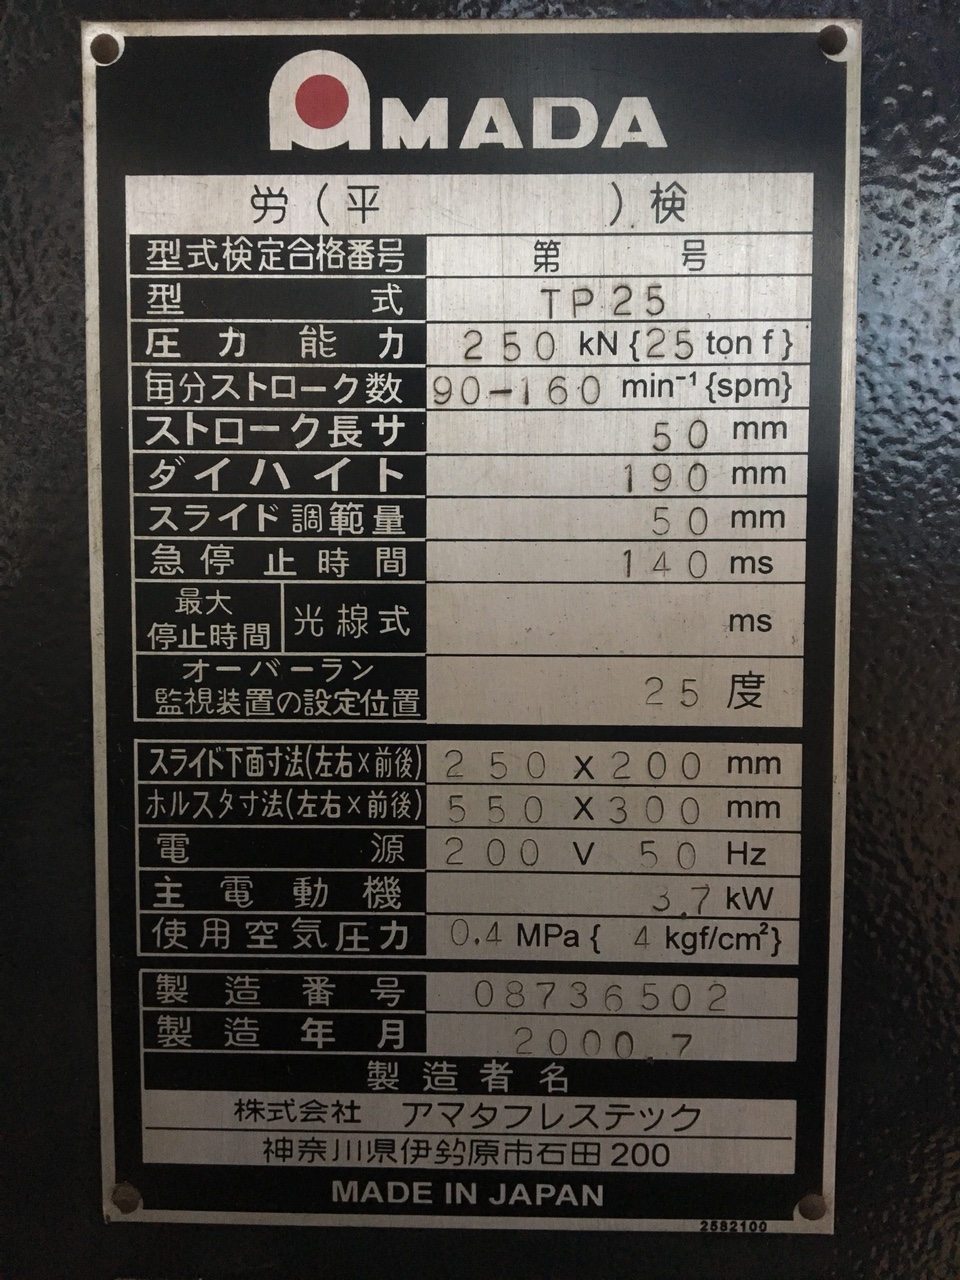 AMADA
労(平 )検
型式検定合格番号 第 号
型式 TP25
圧力能力 250 kN {25 ton f}
毎分ストローク数 90-160 min⁻¹ {spm}
ストローク長サ 50 mm
ダイハイト 190 mm
スライド調範量 50 mm
急停止時間 140 ms
最大停止時間 光線式 ms
オーバーラン
監視装置の設定位置 25 度
スライド下面寸法(左右×前後) 250 X 200 mm
ホルスタ寸法(左右×前後) 550 X 300 mm
電源 200 V 50 Hz
主電動機 3.7 kW
使用空気圧力 0.4 MPa { 4 kgf/cm²}
製造番号 08736502
製造年月 2000.7
製造者名
株式会社 アマタフレステック
神奈川県伊勢原市石田 200
MADE IN JAPAN
2582100